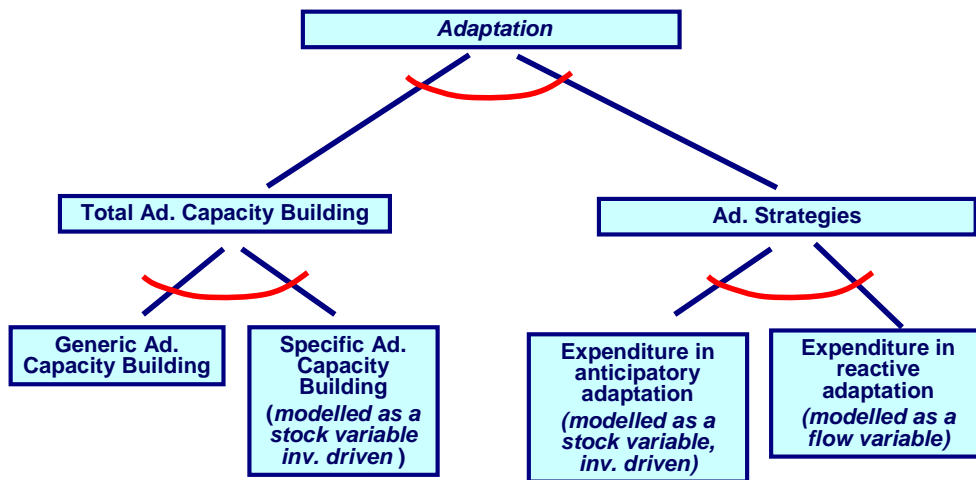 Adaptation
Total Ad. Capacity Building
Ad. Strategies
Generic Ad.
Capacity Building
Specific Ad.
Capacity
Building
(modelled as a
stock variable
inv. driven )
Expenditure in
anticipatory
adaptation
(modelled as a
stock variable,
inv. driven)
Expenditure in
reactive
adaptation
(modelled as a
flow variable)